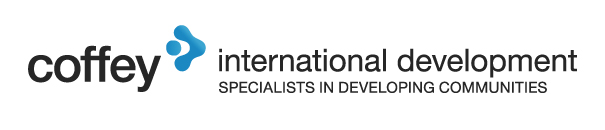 coffey international development
SPECIALISTS IN DEVELOPING COMMUNITIES